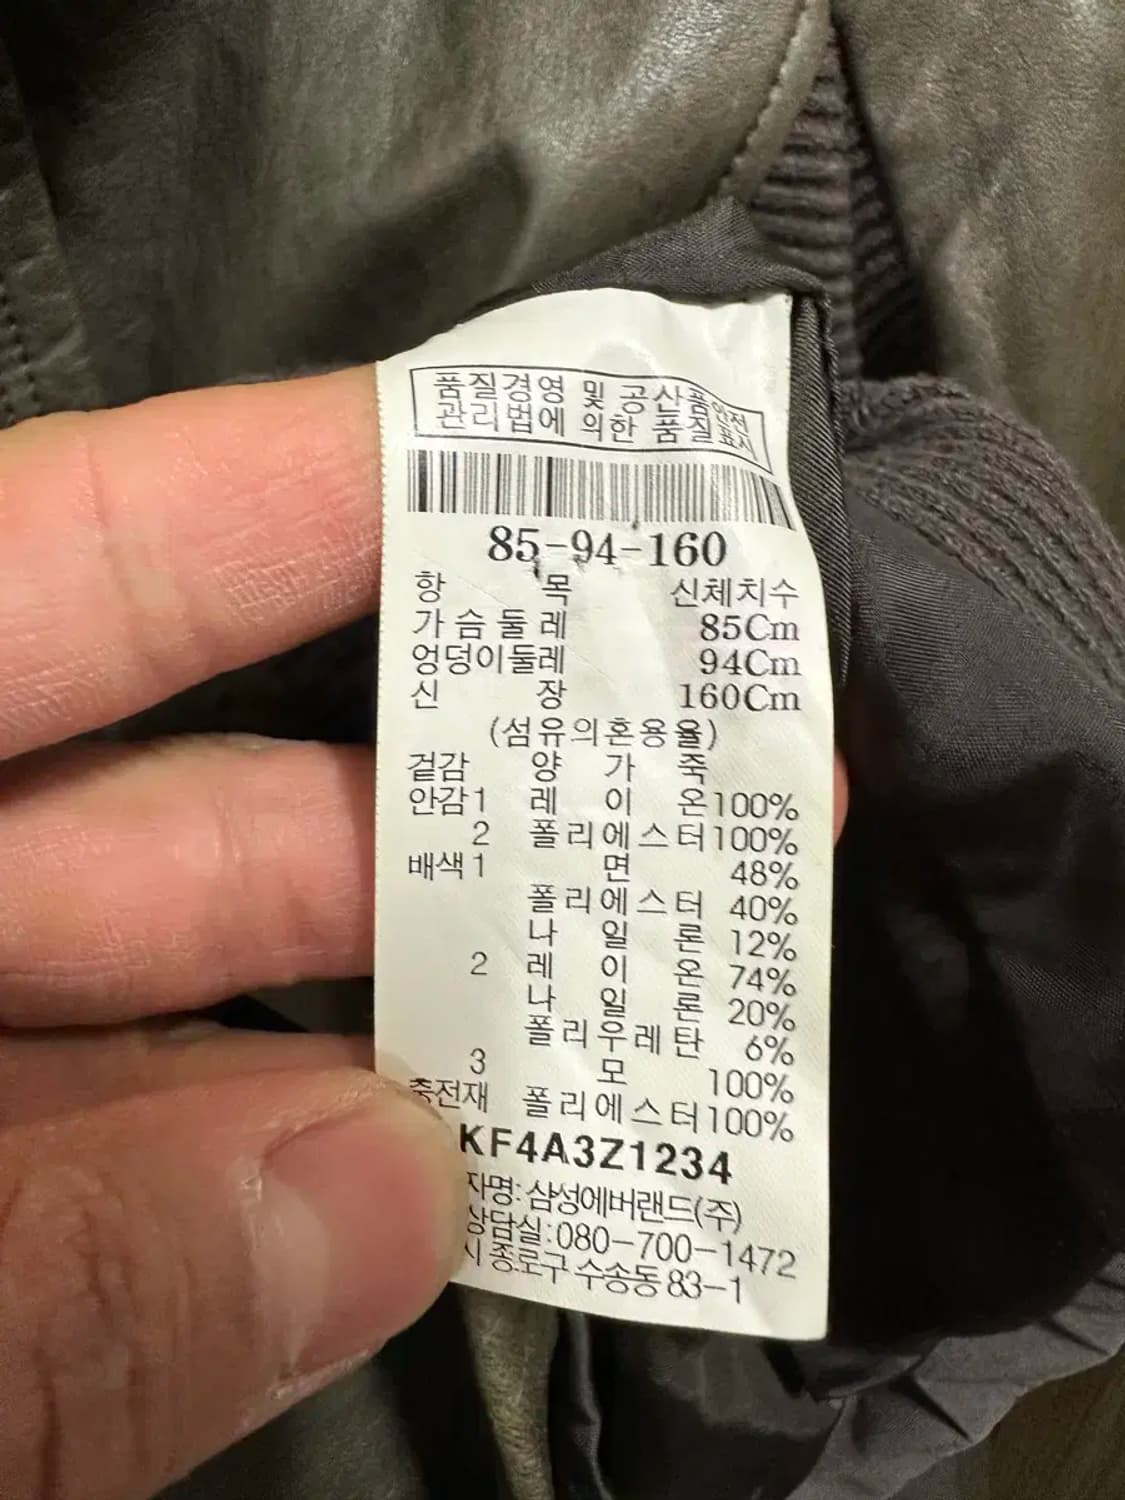 품질경영 및 공산품안전
관리법에 의한 품질표시
85-94-160
항 목 신체치수
가슴둘레 85Cm
엉덩이둘레 94Cm
신 장 160Cm
(섬유의혼용율)
겉감 양 가 죽
안감1 레 이 온 100%
2 폴리에스터 100%
배색1 면 48%
폴리에스터 40%
나 일 론 12%
2 레 이 온 74%
나 일 론 20%
폴리우레탄 6%
3 모 100%
충전재 폴리에스터 100%
KF4A3Z1234
자명: 삼성에버랜드(주)
상담실:080-700-1472
시 종로구 수송동 83-1